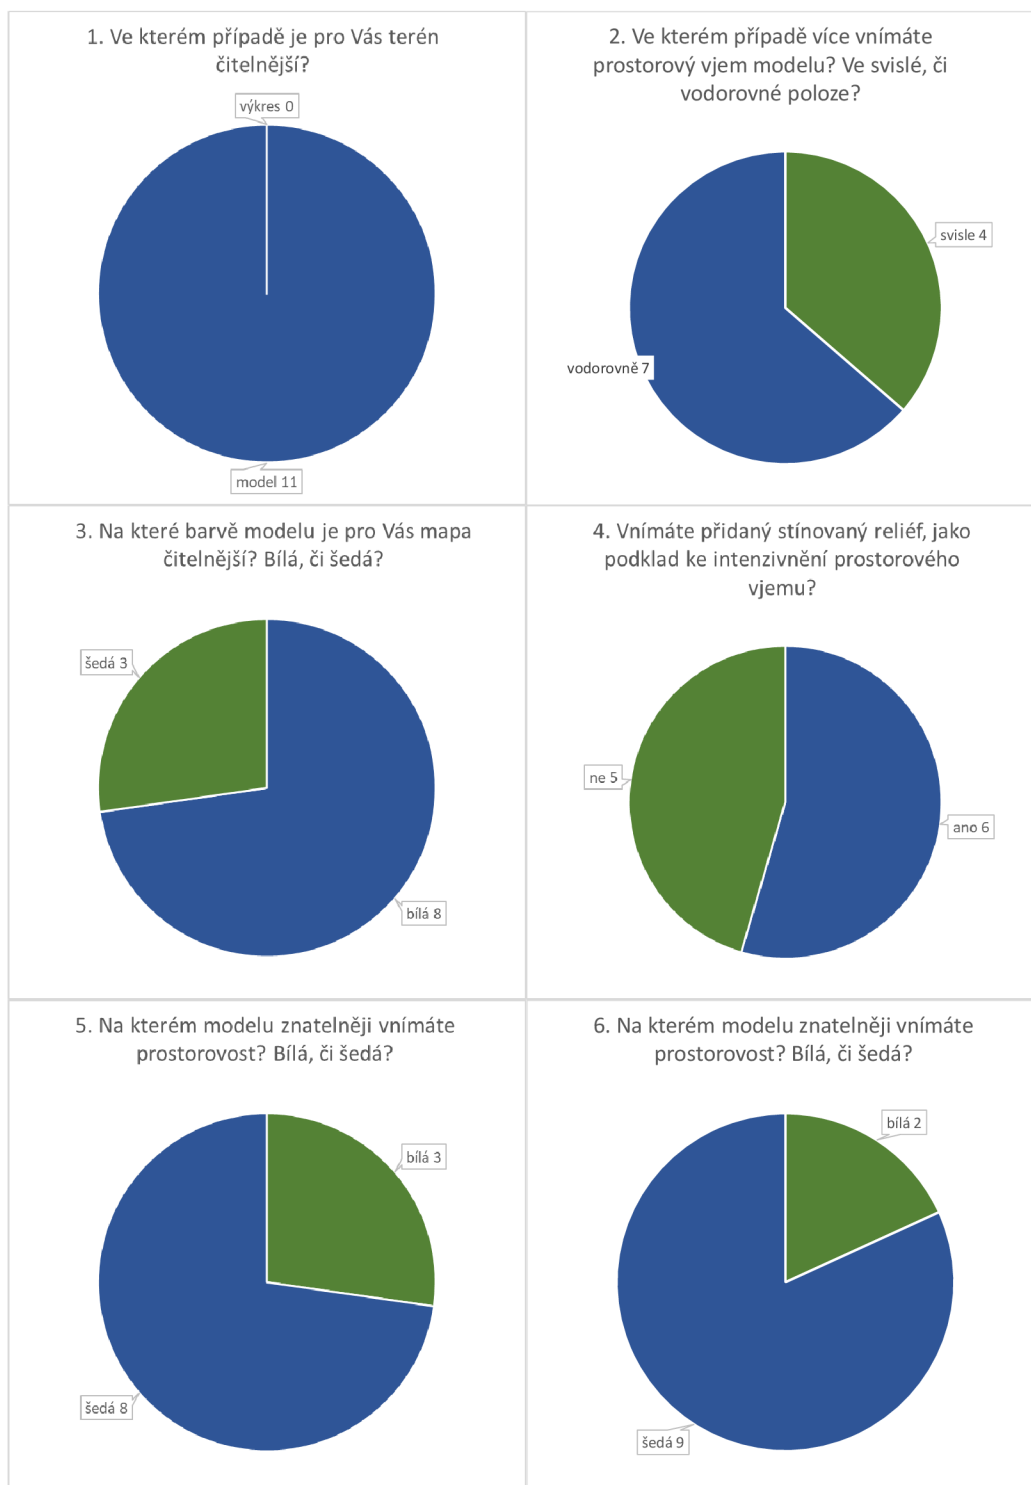 1. Ve kterém případě je pro Vás terén
čitelnější?
výkres 0
model 11
2. Ve kterém případě více vnímáte
prostorový vjem modelu? Ve svislé, či
vodorovné poloze?
svisle 4
vodorovně 7
3. Na které barvě modelu je pro Vás mapa
čitelnější? Bílá, či šedá?
šedá 3
bílá 8
4. Vnímáte přidaný stínovaný reliéf, jako
podklad ke intenzivnění prostorového
vjemu?
ne 5
ano 6
5. Na kterém modelu znatelněji vnímáte
prostorovost? Bílá, či šedá?
bílá 3
šedá 8
6. Na kterém modelu znatelněji vnímáte
prostorovost? Bílá, či šedá?
bílá 2
šedá 9